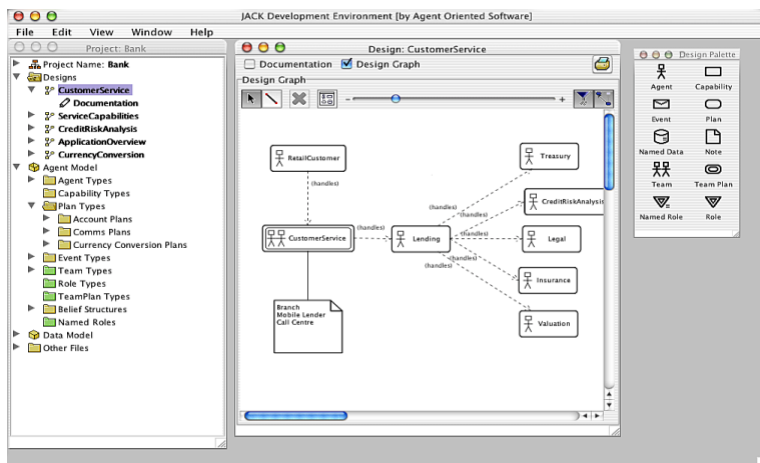 JACK Development Environment [by Agent Oriented Software]
File Edit View Window Help
Project: Bank
Project Name: Bank
Designs
CustomerService
Documentation
ServiceCapabilities
CreditRiskAnalysis
ApplicationOverview
CurrencyConversion
Agent Model
Agent Types
Capability Types
Plan Types
Account Plans
Comms Plans
Currency Conversion Plans
Event Types
Team Types
Role Types
TeamPlan Types
Belief Structures
Named Roles
Data Model
Other Files
Design: CustomerService
Documentation Design Graph
Design Graph
- +
RetailCustomer
(handles)
CustomerService
(handles)
Lending
Branch
Mobile Lender
Call Centre
(handles)
(handles)
(handles)
(handles)
(handles)
Treasury
CreditRiskAnalysis
Legal
Insurance
Valuation
Design Palette
Agent Capability
Event Plan
Named Data Note
Team Team Plan
Named Role Role